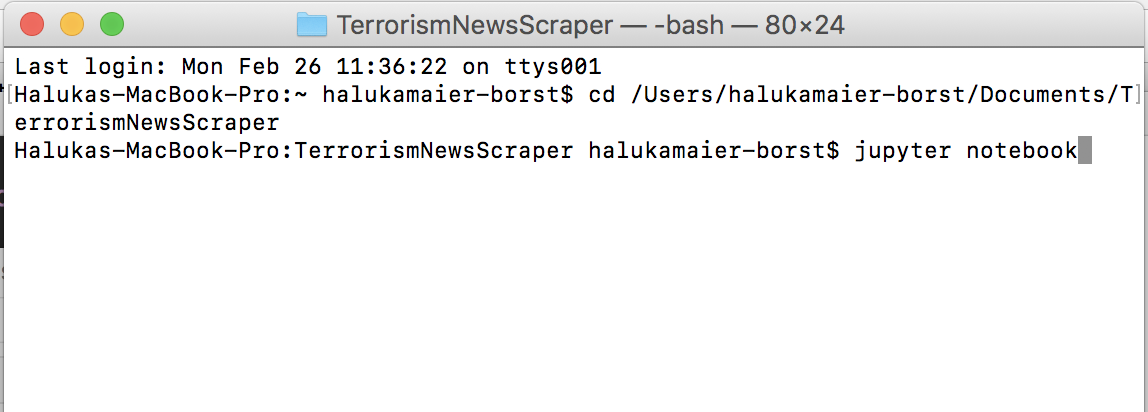 TerrorismNewsScraper — -bash — 80×24
Last login: Mon Feb 26 11:36:22 on ttys001
[Halukas-MacBook-Pro:~ halukamaier-borst$ cd /Users/halukamaier-borst/Documents/T]
errorismNewsScraper
Halukas-MacBook-Pro:TerrorismNewsScraper halukamaier-borst$ jupyter notebook